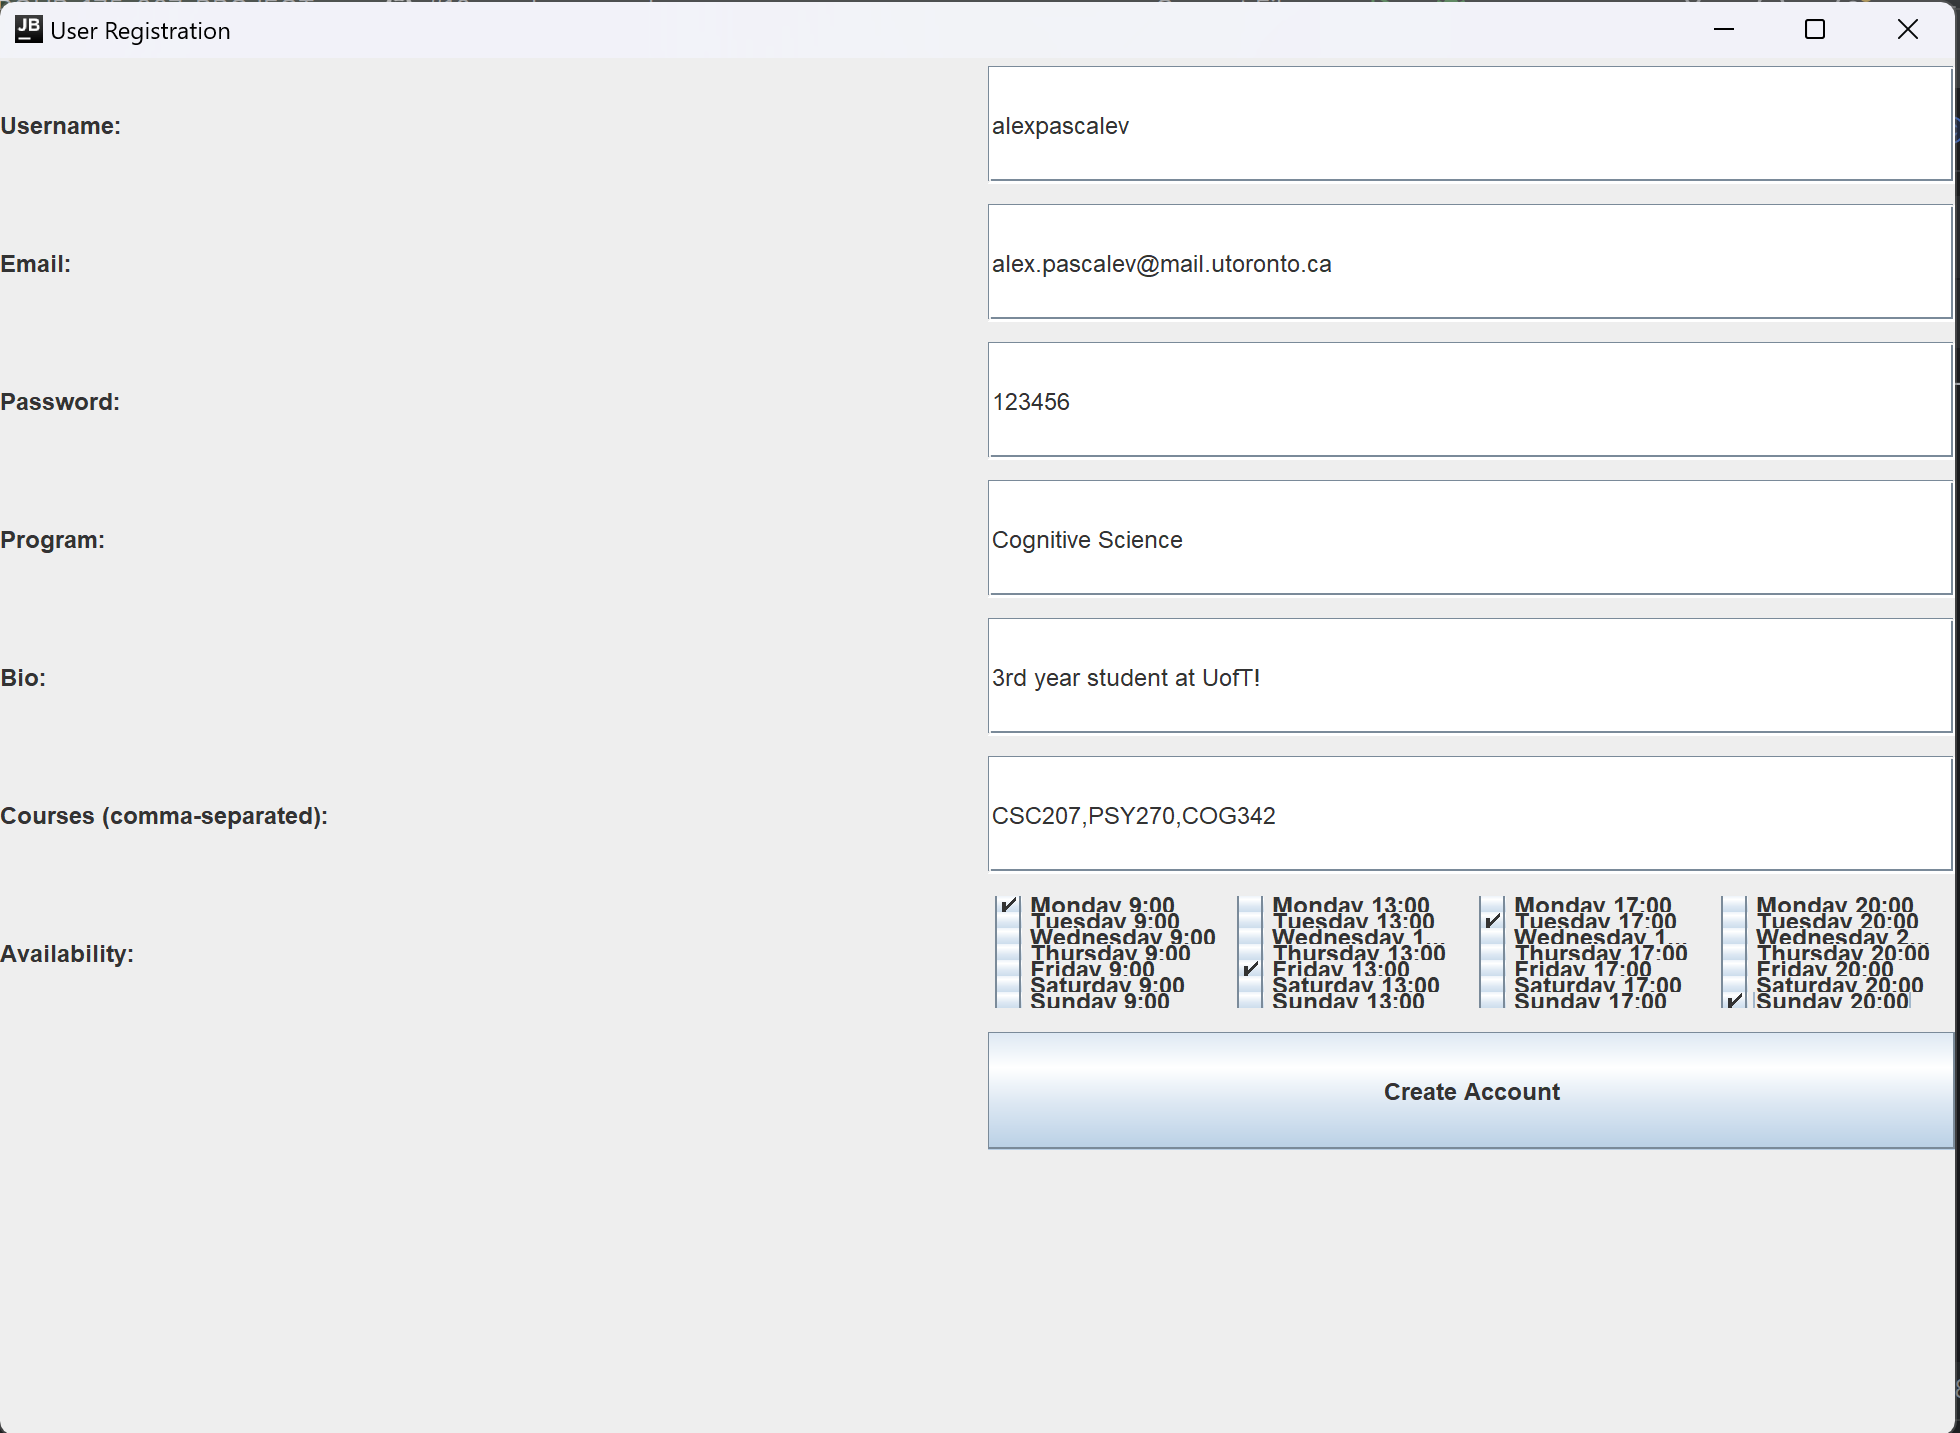 JB User Registration
Username: alexpascalev
Email: alex.pascalev@mail.utoronto.ca
Password: 123456
Program: Cognitive Science
Bio: 3rd year student at UofT!
Courses (comma-separated): CSC207,PSY270,COG342
Availability:
Monday 9:00 Monday 13:00 Monday 17:00 Monday 20:00
Tuesday 9:00 Tuesday 13:00 Tuesday 17:00 Tuesday 20:00
Wednesday 9:00 Wednesday 1... Wednesday 1... Wednesday 2...
Thursday 9:00 Thursday 13:00 Thursday 17:00 Thursday 20:00
Friday 9:00 Friday 13:00 Friday 17:00 Friday 20:00
Saturday 9:00 Saturday 13:00 Saturday 17:00 Saturday 20:00
Sunday 9:00 Sunday 13:00 Sunday 17:00 Sunday 20:00
Create Account